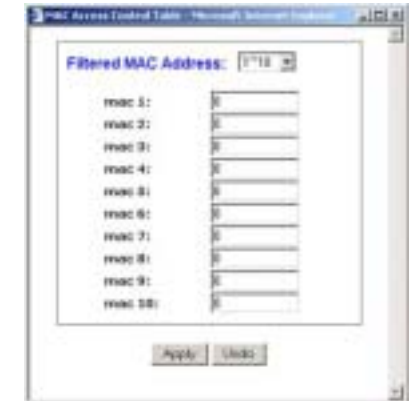 MAC Access Control Table - Microsoft Internet Explorer
Filtered MAC Address: 1~10
mac 1: 0
mac 2: 0
mac 3: 0
mac 4: 0
mac 5: 0
mac 6: 0
mac 7: 0
mac 8: 0
mac 9: 0
mac 10: 0
Apply Undo